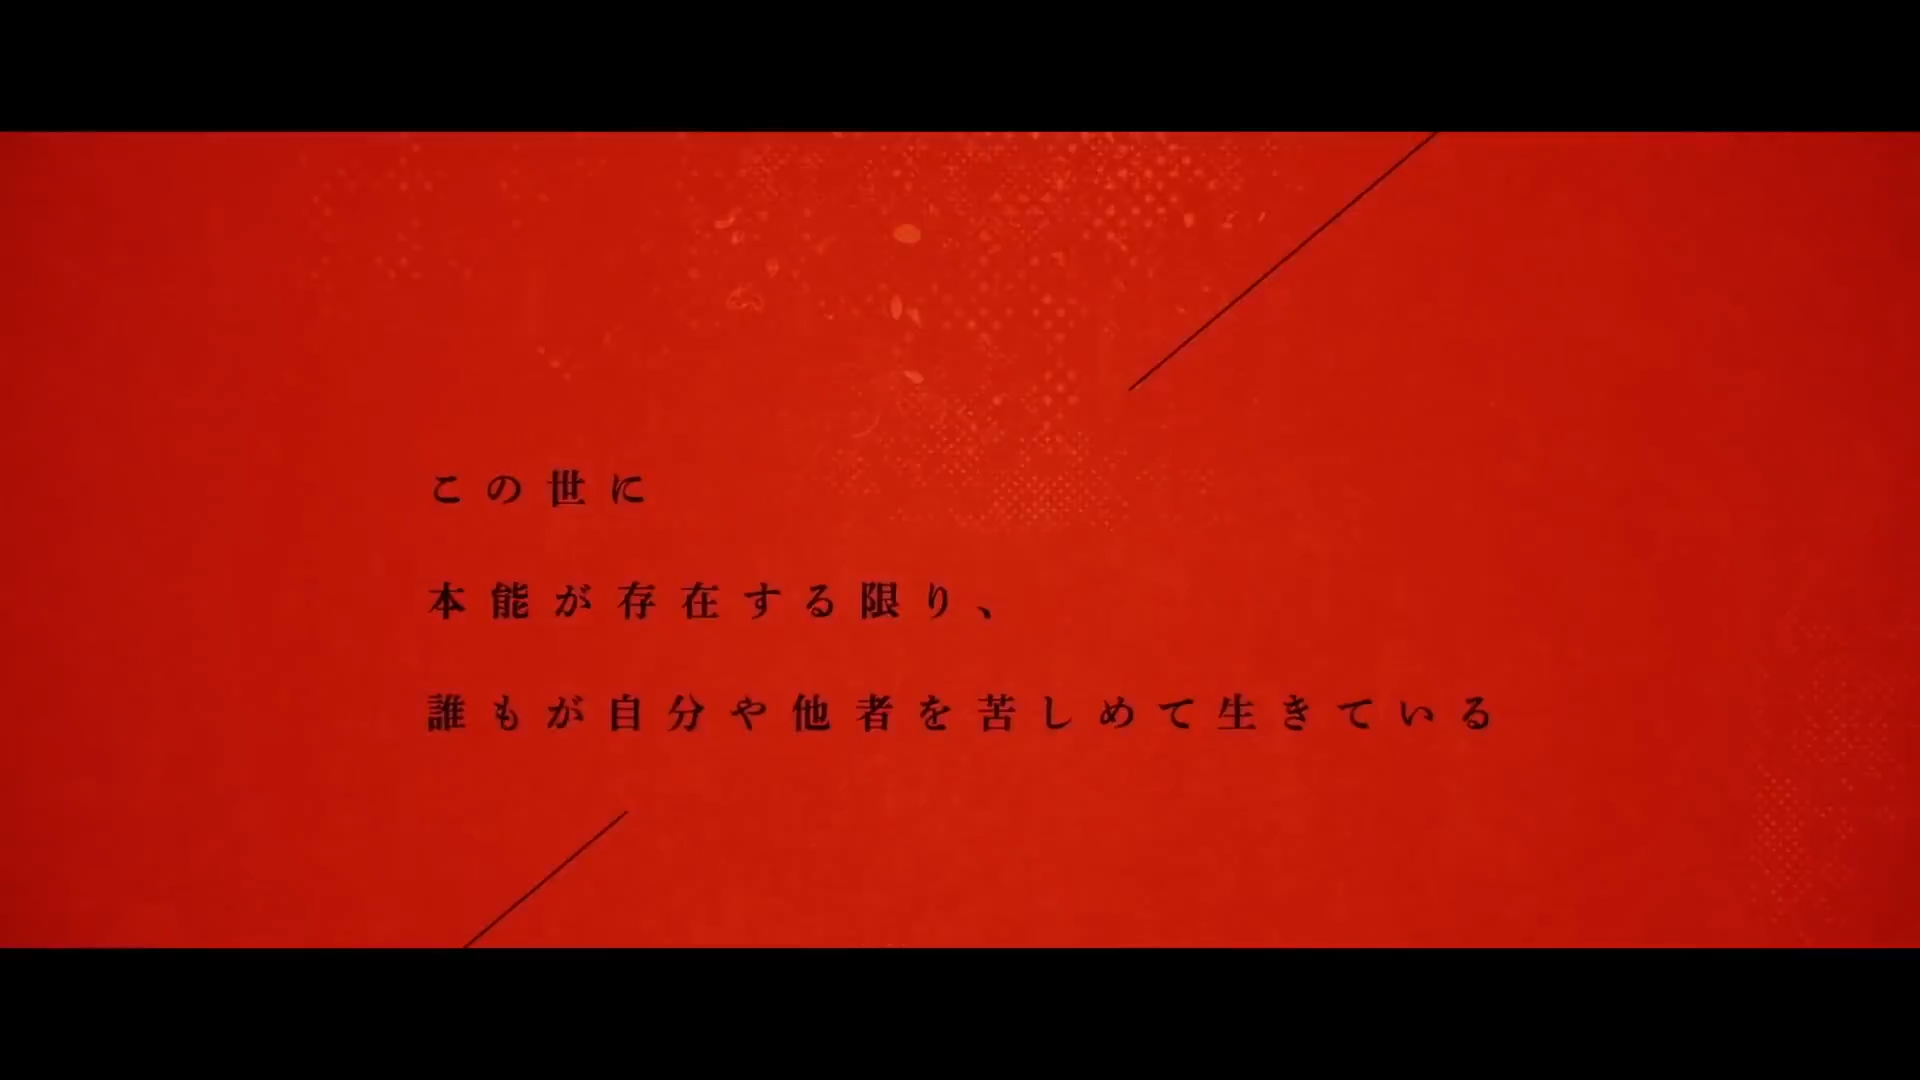 この世に
本能が存在する限り、
誰もが自分や他者を苦しめて生きている